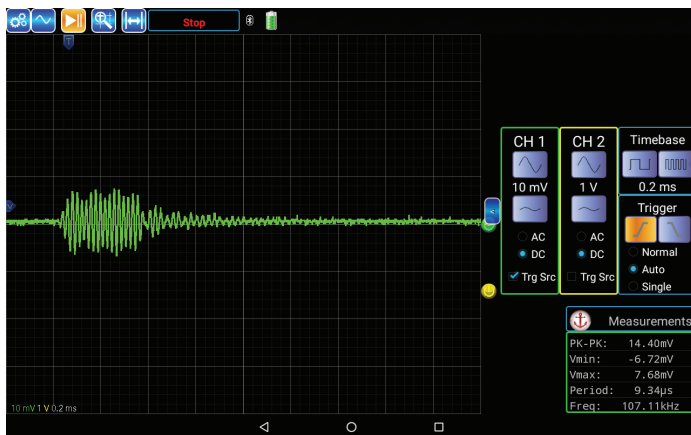 Stop
T
CH 1
CH 2
Timebase
10 mV
1 V
0.2 ms
Trigger
AC
DC
Trg Src
AC
DC
Trg Src
Normal
Auto
Single
Measurements
PK-PK: 14.40mV
Vmin: -6.72mV
Vmax: 7.68mV
Period: 9.34µs
Freq: 107.11kHz
10 mV 1 V 0.2 ms